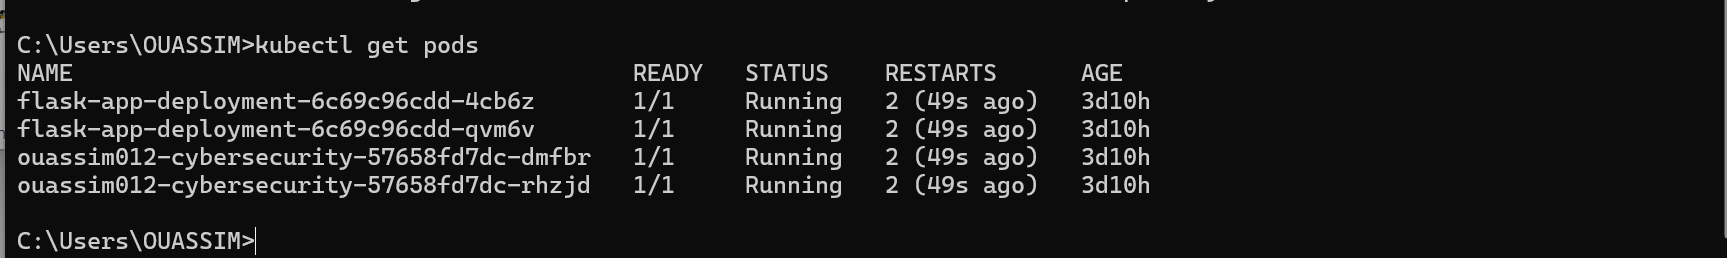 C:\Users\OUASSIM>kubectl get pods
NAME READY STATUS RESTARTS AGE
flask-app-deployment-6c69c96cdd-4cb6z 1/1 Running 2 (49s ago) 3d10h
flask-app-deployment-6c69c96cdd-qvm6v 1/1 Running 2 (49s ago) 3d10h
ouassim012-cybersecurity-57658fd7dc-dmfbr 1/1 Running 2 (49s ago) 3d10h
ouassim012-cybersecurity-57658fd7dc-rhzjd 1/1 Running 2 (49s ago) 3d10h
C:\Users\OUASSIM>